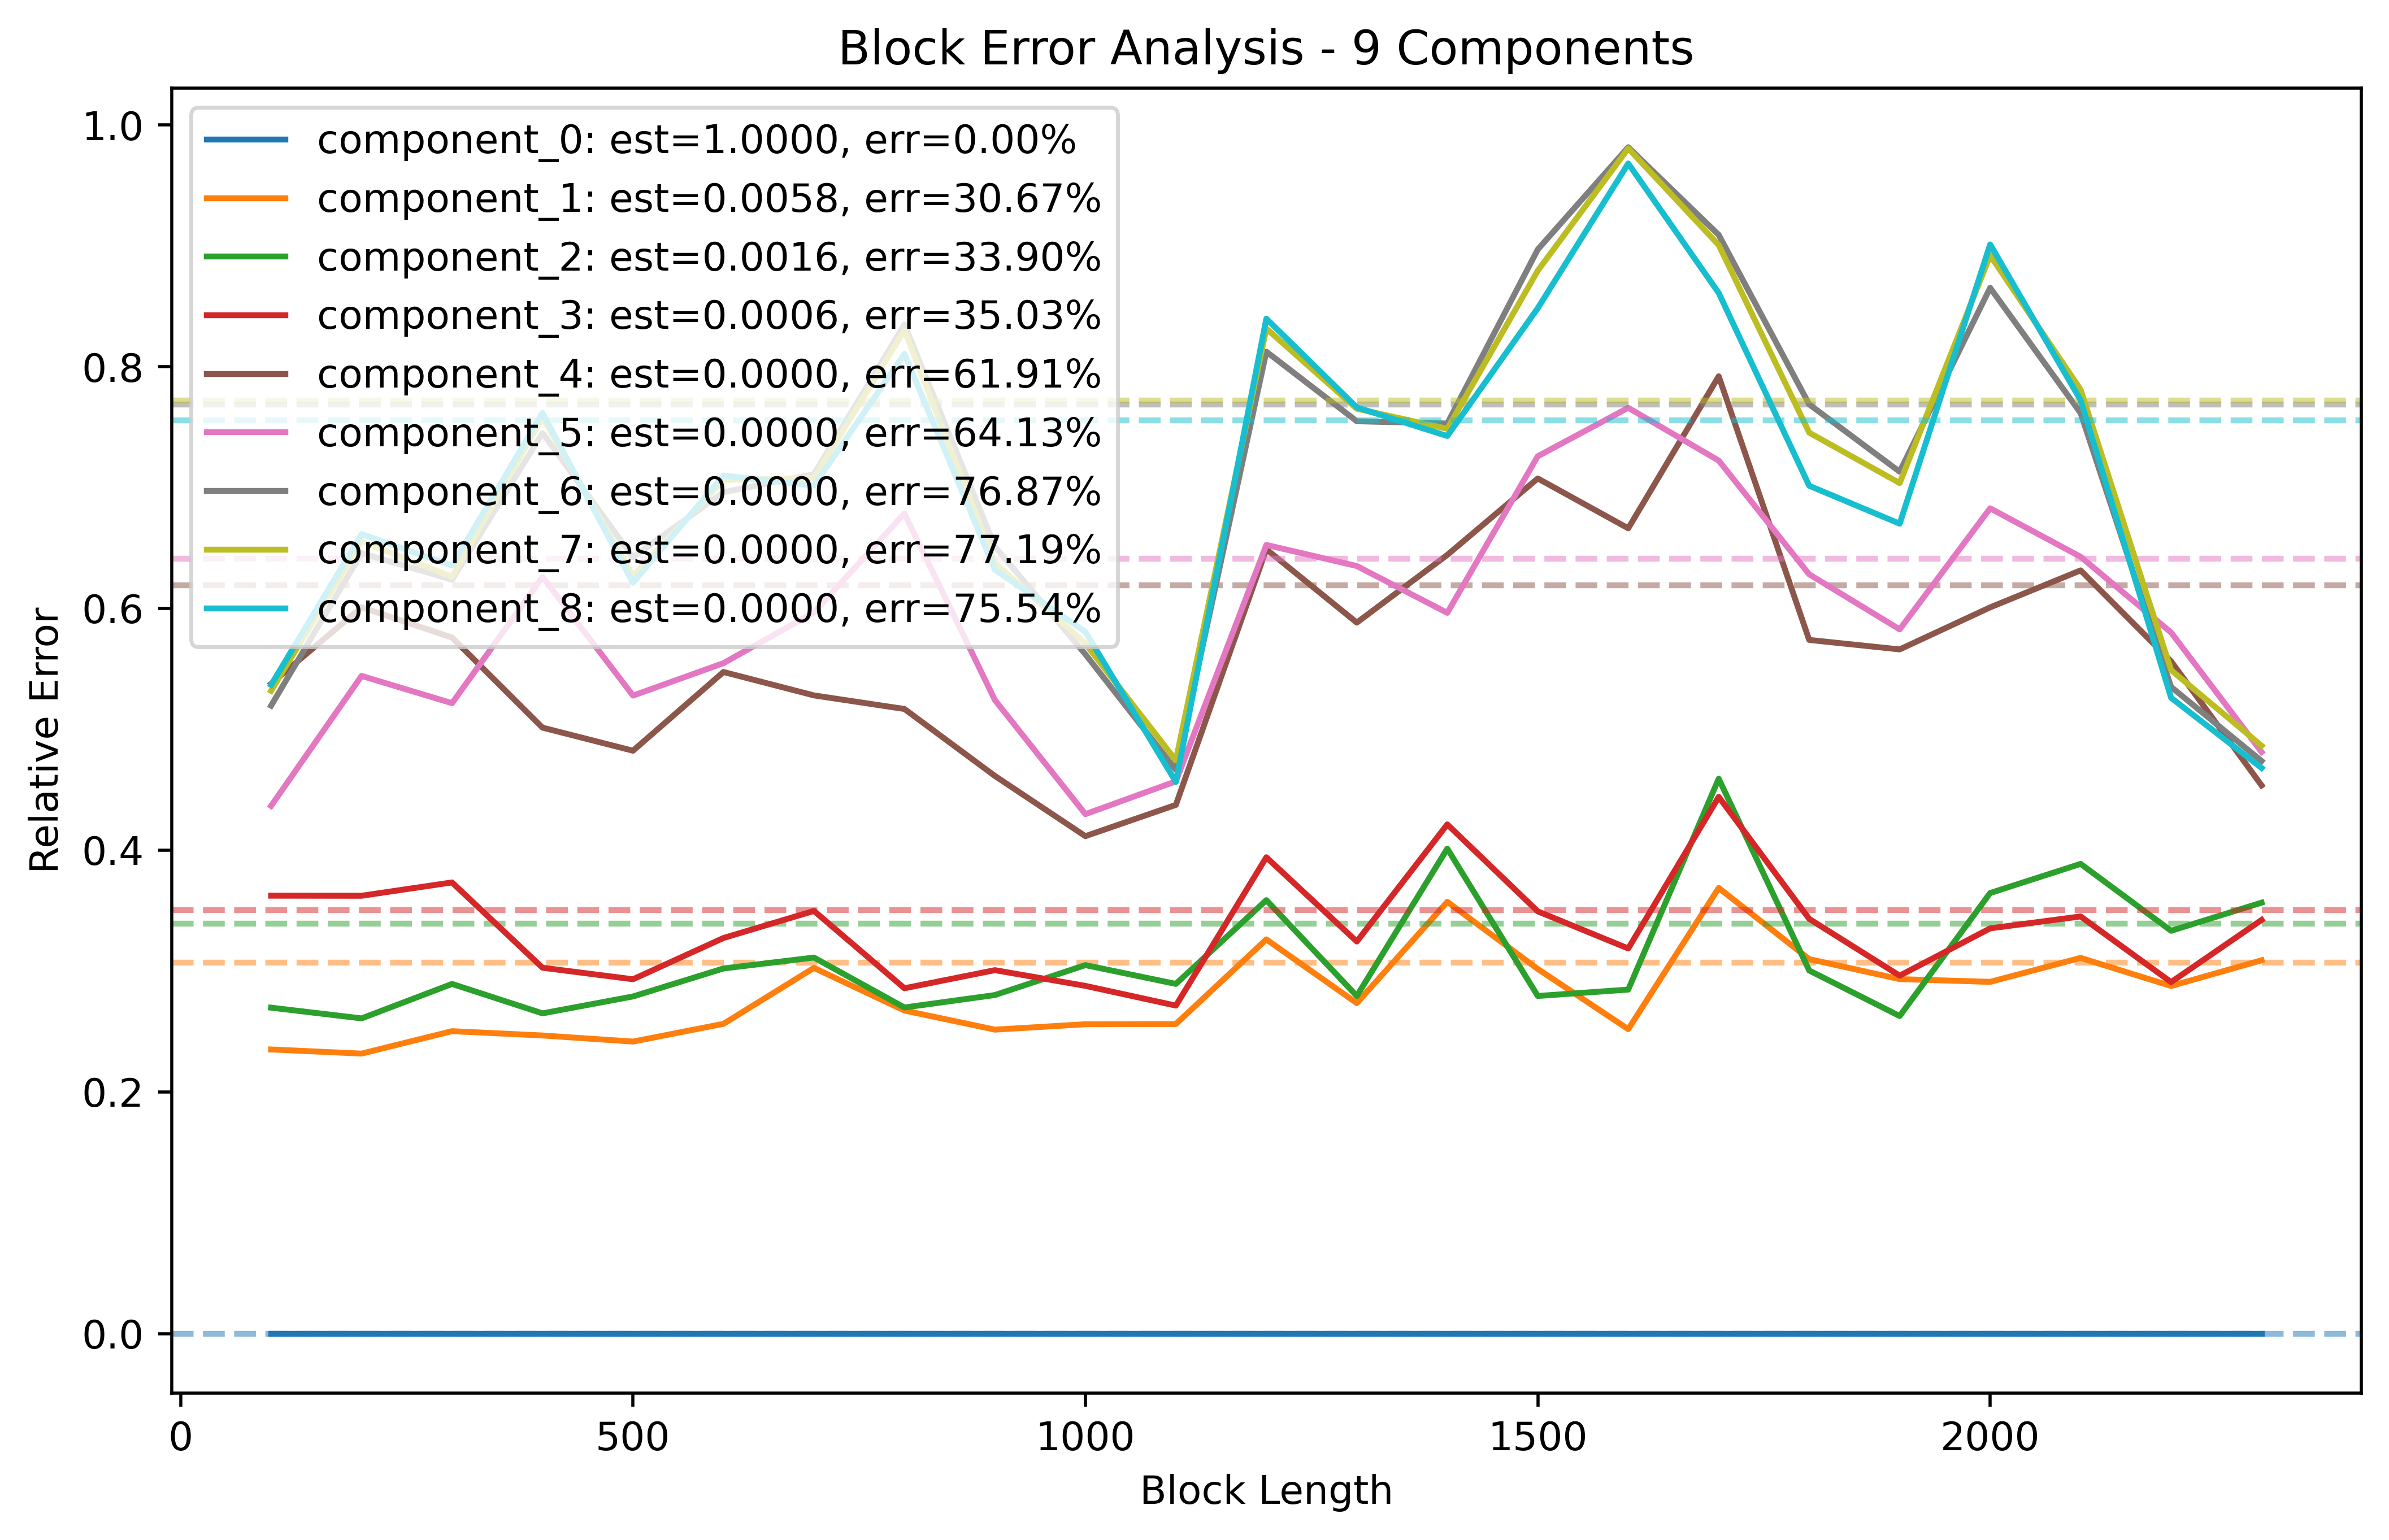 Block Error Analysis - 9 Components
1.0
0.8
0.6
0.4
0.2
0.0
Relative Error
component_0: est=1.0000, err=0.00%
component_1: est=0.0058, err=30.67%
component_2: est=0.0016, err=33.90%
component_3: est=0.0006, err=35.03%
component_4: est=0.0000, err=61.91%
component_5: est=0.0000, err=64.13%
component_6: est=0.0000, err=76.87%
component_7: est=0.0000, err=77.19%
component_8: est=0.0000, err=75.54%
0 500 1000 1500 2000
Block Length